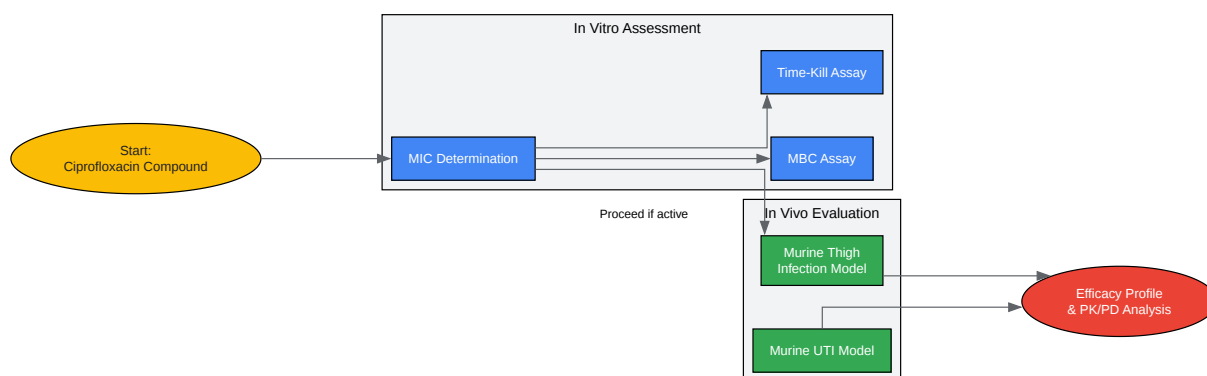 In Vitro Assessment
Time-Kill Assay
Start:
Ciprofloxacin Compound
MIC Determination
MBC Assay
Proceed if active
In Vivo Evaluation
Murine Thigh
Infection Model
Efficacy Profile
& PK/PD Analysis
Murine UTI Model